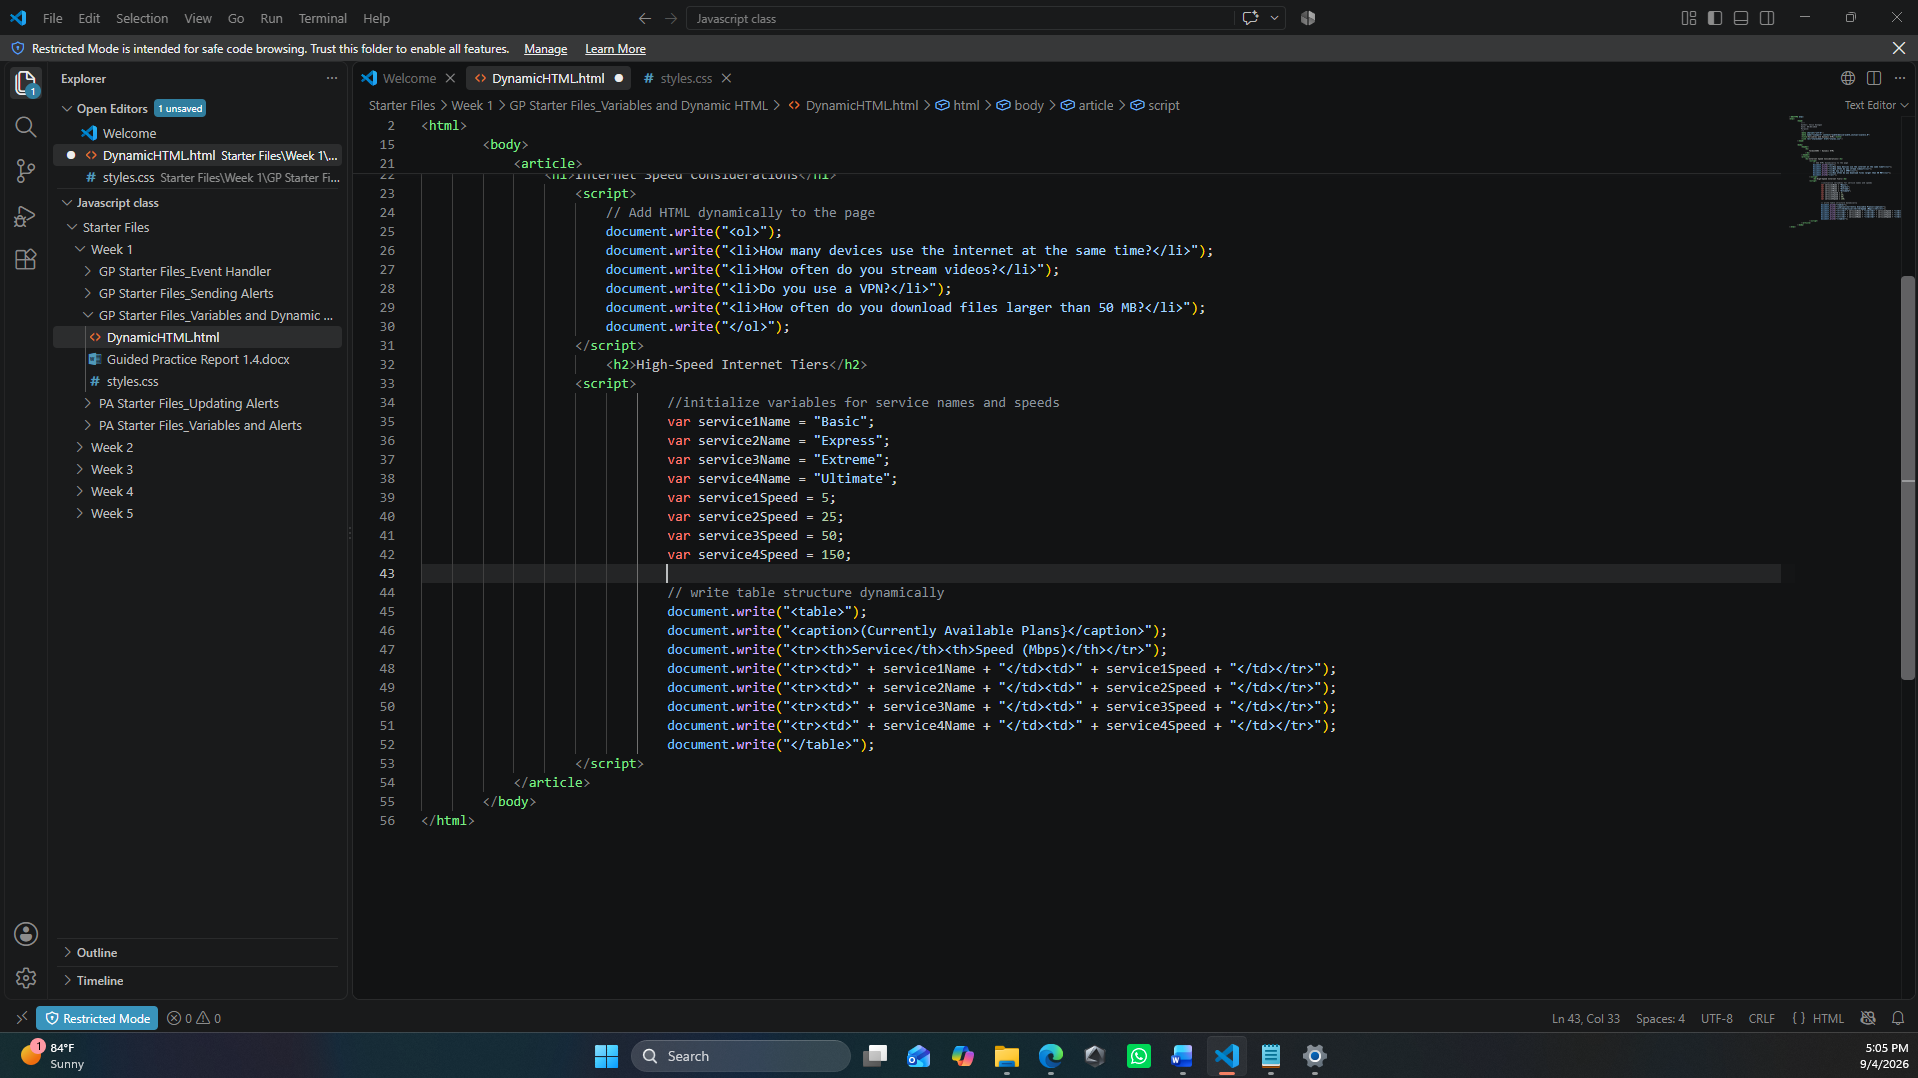 File Edit Selection View Go Run Terminal Help
Javascript class
Restricted Mode is intended for safe code browsing. Trust this folder to enable all features. Manage Learn More
Explorer
Open Editors 1 unsaved
Welcome
DynamicHTML.html Starter Files\Week 1\...
styles.css Starter Files\Week 1\GP Starter Fi...
Javascript class
Starter Files
Week 1
GP Starter Files_Event Handler
GP Starter Files_Sending Alerts
GP Starter Files_Variables and Dynamic ...
DynamicHTML.html
Guided Practice Report 1.4.docx
styles.css
PA Starter Files_Updating Alerts
PA Starter Files_Variables and Alerts
Week 2
Week 3
Week 4
Week 5
Outline
Timeline
Welcome DynamicHTML.html # styles.css
Starter Files > Week 1 > GP Starter Files_Variables and Dynamic HTML > DynamicHTML.html > html > body > article > script
Text Editor
2 <html>
15 <body>
21 <article>
22 <h1>Internet Speed Considerations</h1>
23 <script>
24 // Add HTML dynamically to the page
25 document.write("<ol>");
26 document.write("<li>How many devices use the internet at the same time?</li>");
27 document.write("<li>How often do you stream videos?</li>");
28 document.write("<li>Do you use a VPN?</li>");
29 document.write("<li>How often do you download files larger than 50 MB?</li>");
30 document.write("</ol>");
31 </script>
32 <h2>High-Speed Internet Tiers</h2>
33 <script>
34 //initialize variables for service names and speeds
35 var service1Name = "Basic";
36 var service2Name = "Express";
37 var service3Name = "Extreme";
38 var service4Name = "Ultimate";
39 var service1Speed = 5;
40 var service2Speed = 25;
41 var service3Speed = 50;
42 var service4Speed = 150;
43
44 // write table structure dynamically
45 document.write("<table>");
46 document.write("<caption>(Currently Available Plans}</caption>");
47 document.write("<tr><th>Service</th><th>Speed (Mbps)</th></tr>");
48 document.write("<tr><td>" + service1Name + "</td><td>" + service1Speed + "</td></tr>");
49 document.write("<tr><td>" + service2Name + "</td><td>" + service2Speed + "</td></tr>");
50 document.write("<tr><td>" + service3Name + "</td><td>" + service3Speed + "</td></tr>");
51 document.write("<tr><td>" + service4Name + "</td><td>" + service4Speed + "</td></tr>");
52 document.write("</table>");
53 </script>
54 </article>
55 </body>
56 </html>
Restricted Mode 0 0
Ln 43, Col 33 Spaces: 4 UTF-8 CRLF {} HTML
1 84°F
Sunny
Search
5:05 PM
9/4/2026